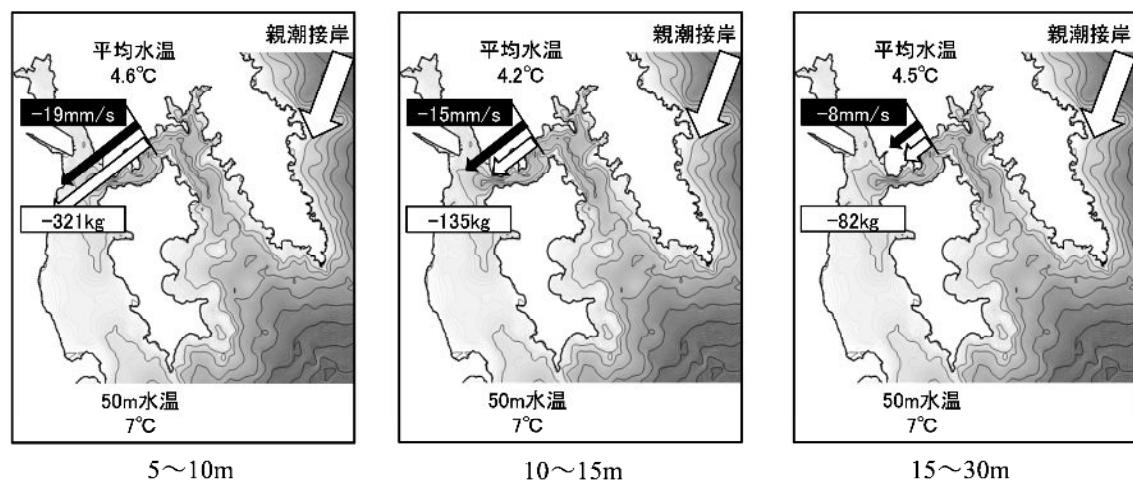 親潮接岸
平均水温
4.6℃
-19mm/s
-321kg
50m水温
7℃
5～10m
親潮接岸
平均水温
4.2℃
-15mm/s
-135kg
50m水温
7℃
10～15m
親潮接岸
平均水温
4.5℃
-8mm/s
-82kg
50m水温
7℃
15～30m